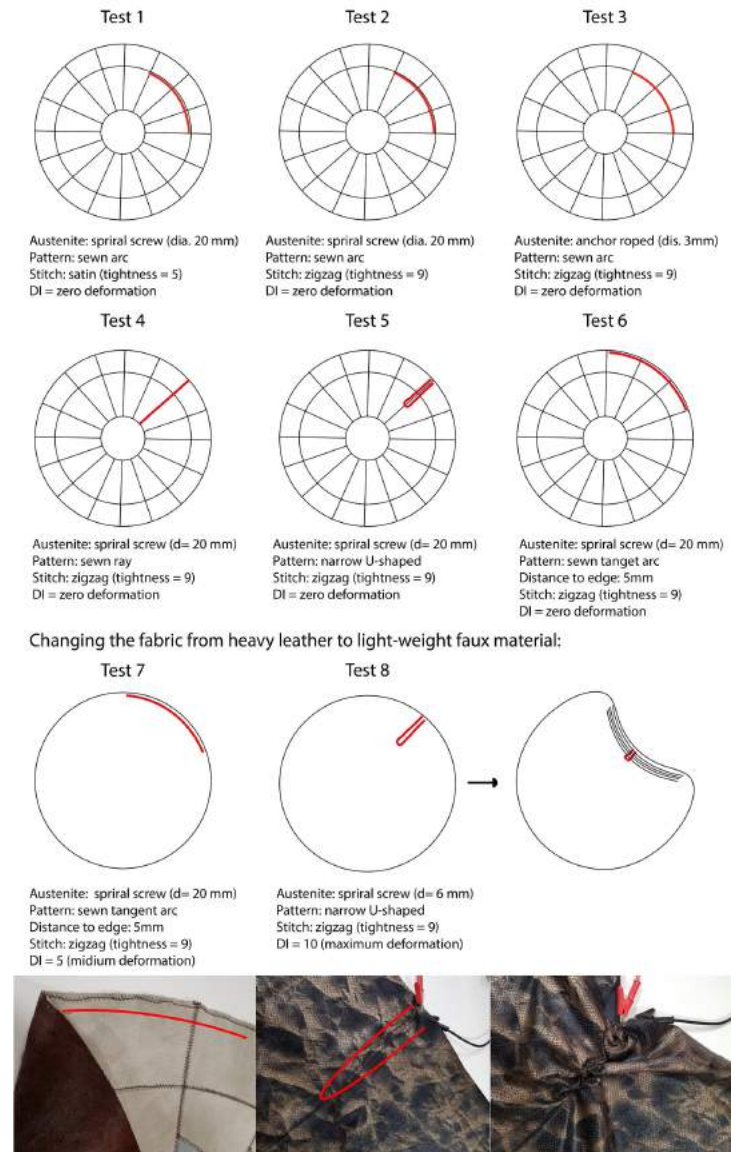 Test 1
Test 2
Test 3
Austenite: spriral screw (dia. 20 mm)
Pattern: sewn arc
Stitch: satin (tightness = 5)
DI = zero deformation
Austenite: spriral screw (dia. 20 mm)
Pattern: sewn arc
Stitch: zigzag (tightness = 9)
DI = zero deformation
Austenite: anchor roped (dis. 3mm)
Pattern: sewn arc
Stitch: zigzag (tightness = 9)
DI = zero deformation
Test 4
Test 5
Test 6
Austenite: spriral screw (d= 20 mm)
Pattern: sewn ray
Stitch: zigzag (tightness = 9)
DI = zero deformation
Austenite: spriral screw (d= 20 mm)
Pattern: narrow U-shaped
Stitch: zigzag (tightness = 9)
DI = zero deformation
Austenite: spriral screw (d= 20 mm)
Pattern: sewn tanget arc
Distance to edge: 5mm
Stitch: zigzag (tightness = 9)
DI = zero deformation
Changing the fabric from heavy leather to light-weight faux material:
Test 7
Test 8
Austenite: spriral screw (d= 20 mm)
Pattern: sewn tangent arc
Distance to edge: 5mm
Stitch: zigzag (tightness = 9)
DI = 5 (midium deformation)
Austenite: spriral screw (d= 6 mm)
Pattern: narrow U-shaped
Stitch: zigzag (tightness = 9)
DI = 10 (maximum deformation)